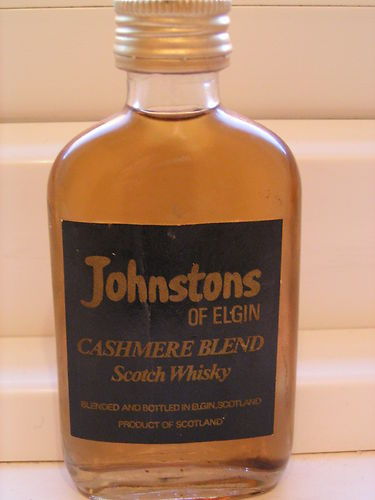 Johnstons
OF ELGIN
CASHMERE BLEND
Scotch Whisky
BLENDED AND BOTTLED IN ELGIN, SCOTLAND
PRODUCT OF SCOTLAND